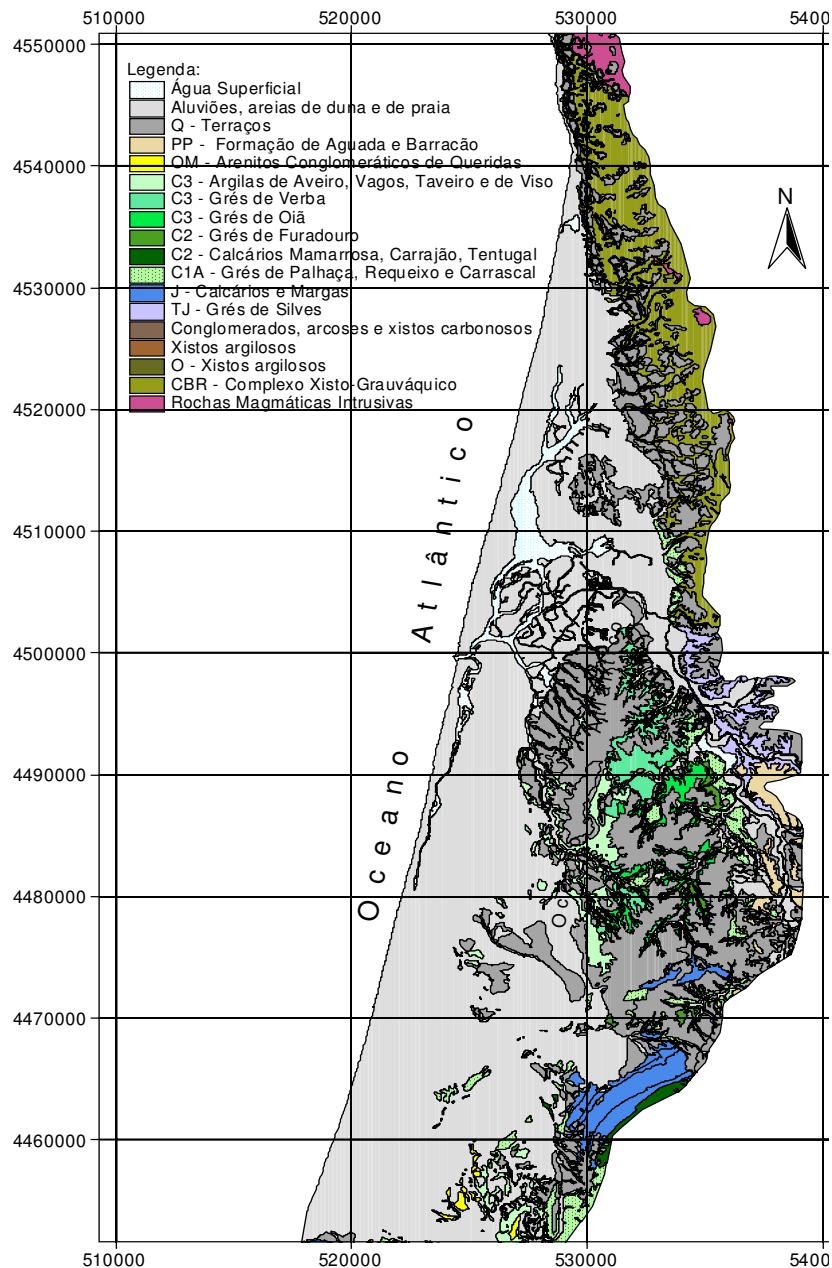 510000 520000 530000 5400
4550000
Legenda:
Água Superficial
Aluviões, areias de duna e de praia
Q - Terraços
PP - Formação de Aguada e Barracão
OM - Arenitos Conglomeráticos de Queridas
C3 - Argilas de Aveiro, Vagos, Taveiro e de Viso
C3 - Grés de Verba
C3 - Grés de Oiã
C2 - Grés de Furadouro
C2 - Calcários Mamarrosa, Carrajão, Tentugal
C1A - Grés de Palhaça, Requeixo e Carrascal
J - Calcários e Margas
TJ - Grés de Silves
Conglomerados, arcoses e xistos carbonosos
Xistos argilosos
O - Xistos argilosos
CBR - Complexo Xisto-Grauváquico
Rochas Magmáticas Intrusivas
N
4540000
4530000
4520000
4510000
4500000
4490000
4480000
4470000
4460000
Oceano Atlântico
Oc
510000 520000 530000 5400